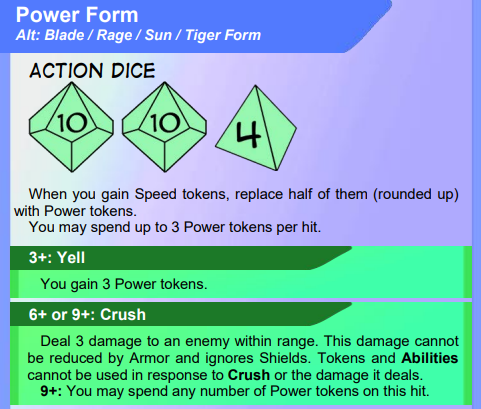 Power Form
Alt: Blade / Rage / Sun / Tiger Form
ACTION DICE
10 10 4
When you gain Speed tokens, replace half of them (rounded up)
with Power tokens.
You may spend up to 3 Power tokens per hit.
3+: Yell
You gain 3 Power tokens.
6+ or 9+: Crush
Deal 3 damage to an enemy within range. This damage cannot
be reduced by Armor and ignores Shields. Tokens and Abilities
cannot be used in response to Crush or the damage it deals.
9+: You may spend any number of Power tokens on this hit.